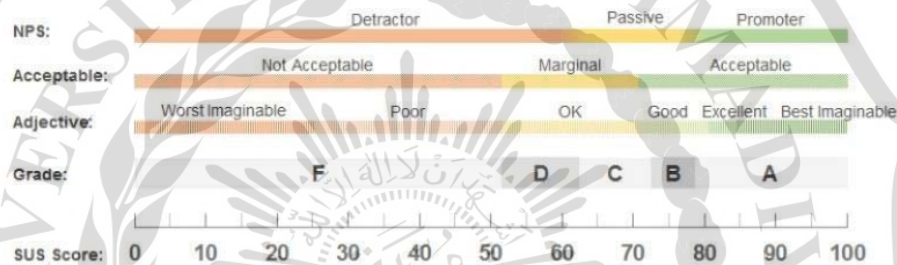 NPS: Detractor Passive Promoter
Acceptable: Not Acceptable Marginal Acceptable
Adjective: Worst Imaginable Poor OK Good Excellent Best Imaginable
Grade: F D C B A
SUS Score: 0 10 20 30 40 50 60 70 80 90 100